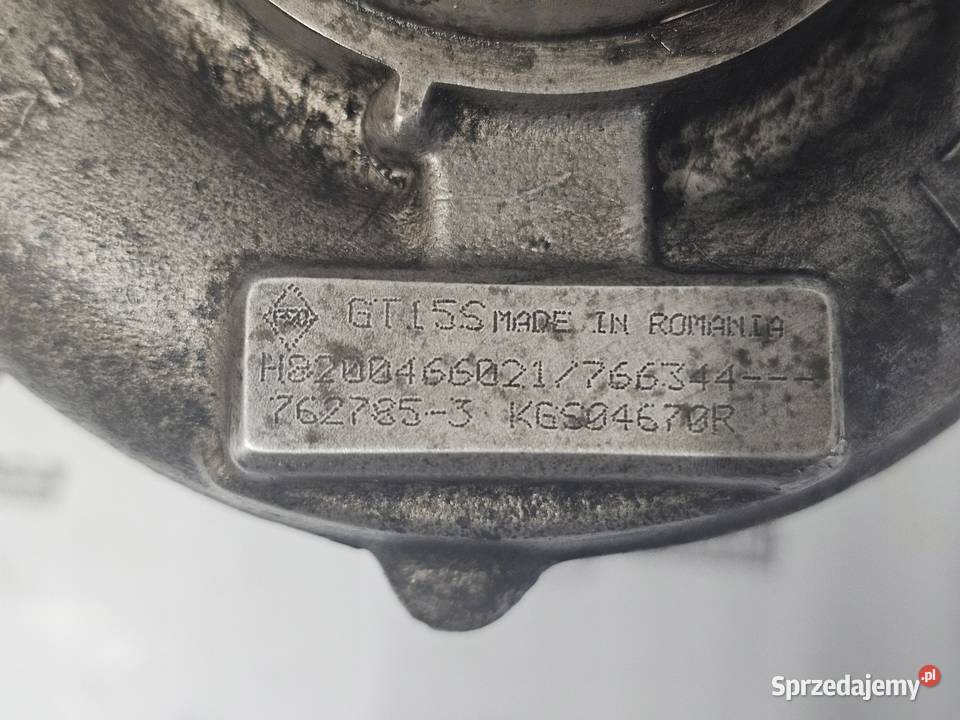 GT15S MADE IN ROMANIA
H8200466021/766344---
762785-3 KGS04670R
Sprzedajemy.pl